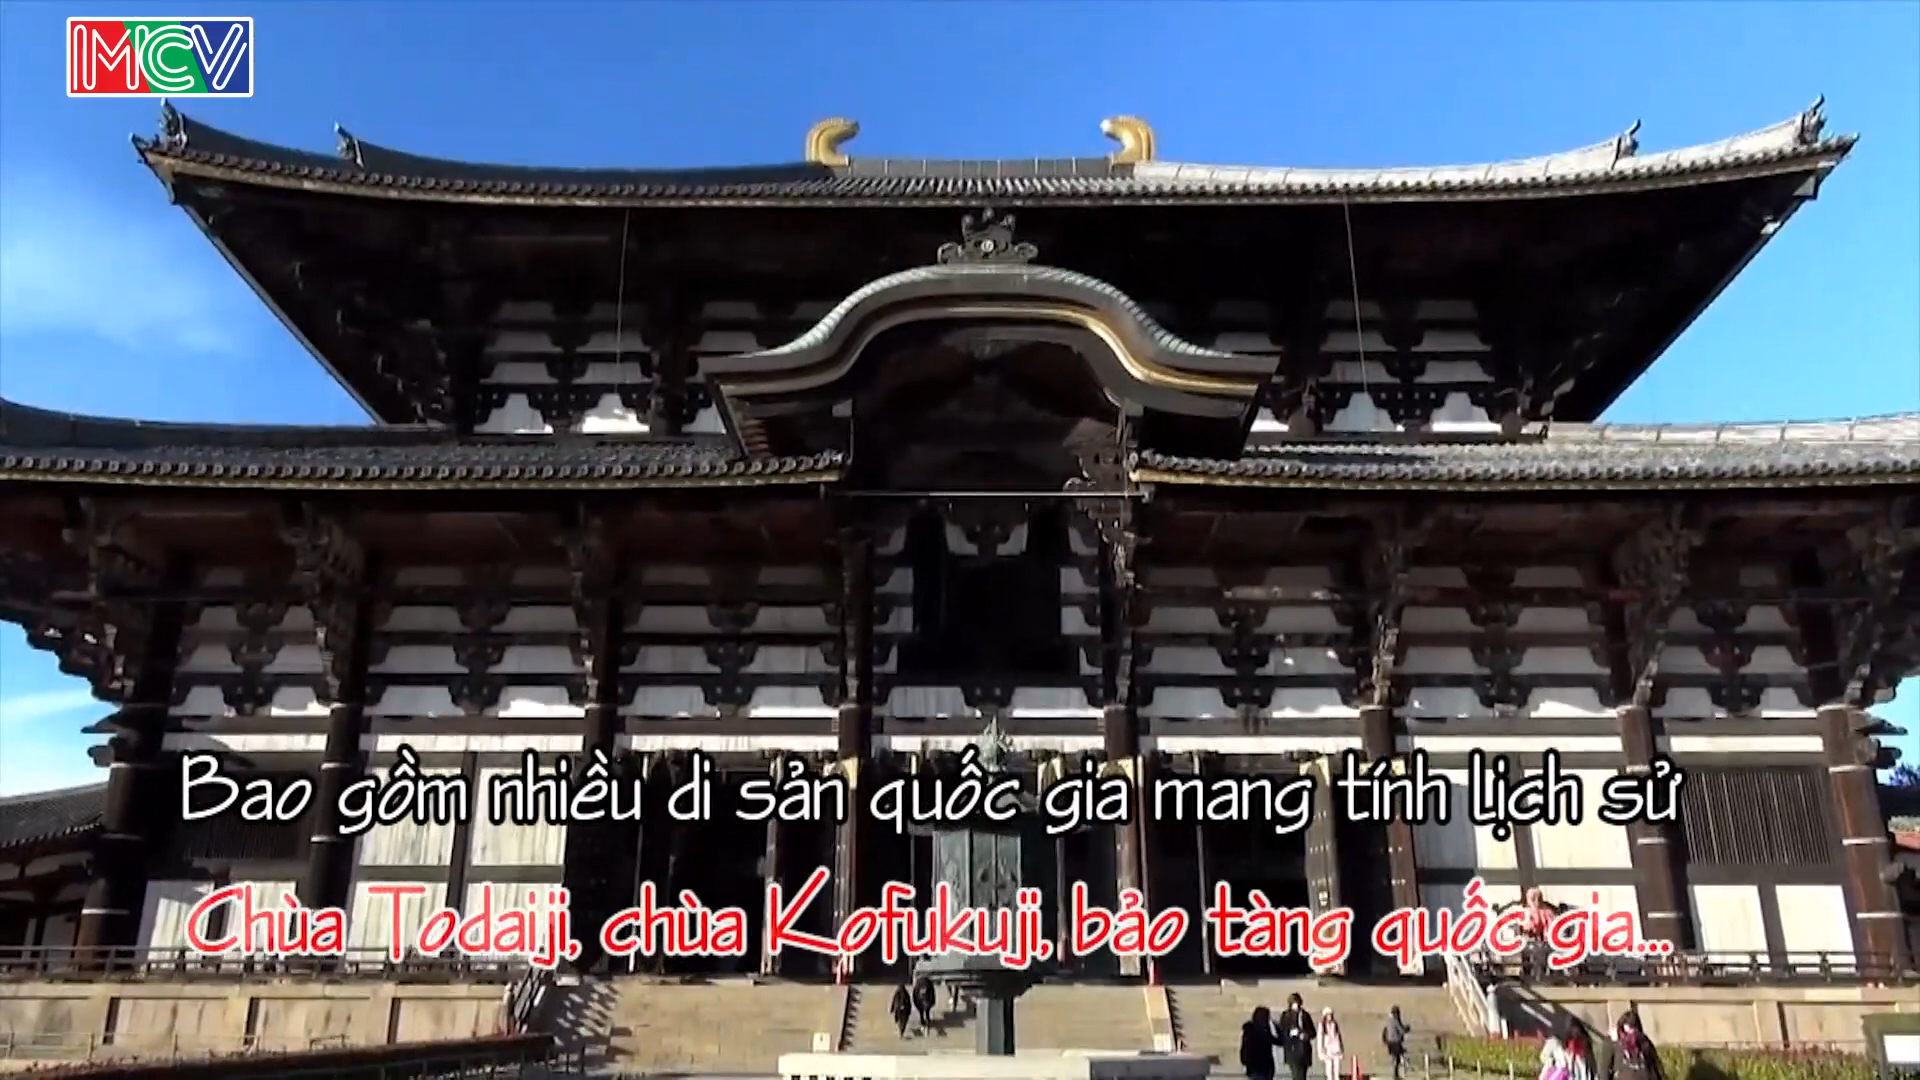 MCV
Bao gồm nhiều di sản quốc gia mang tính lịch sử
Chùa Todaiji, chùa Kofukuji, bảo tàng quốc gia...